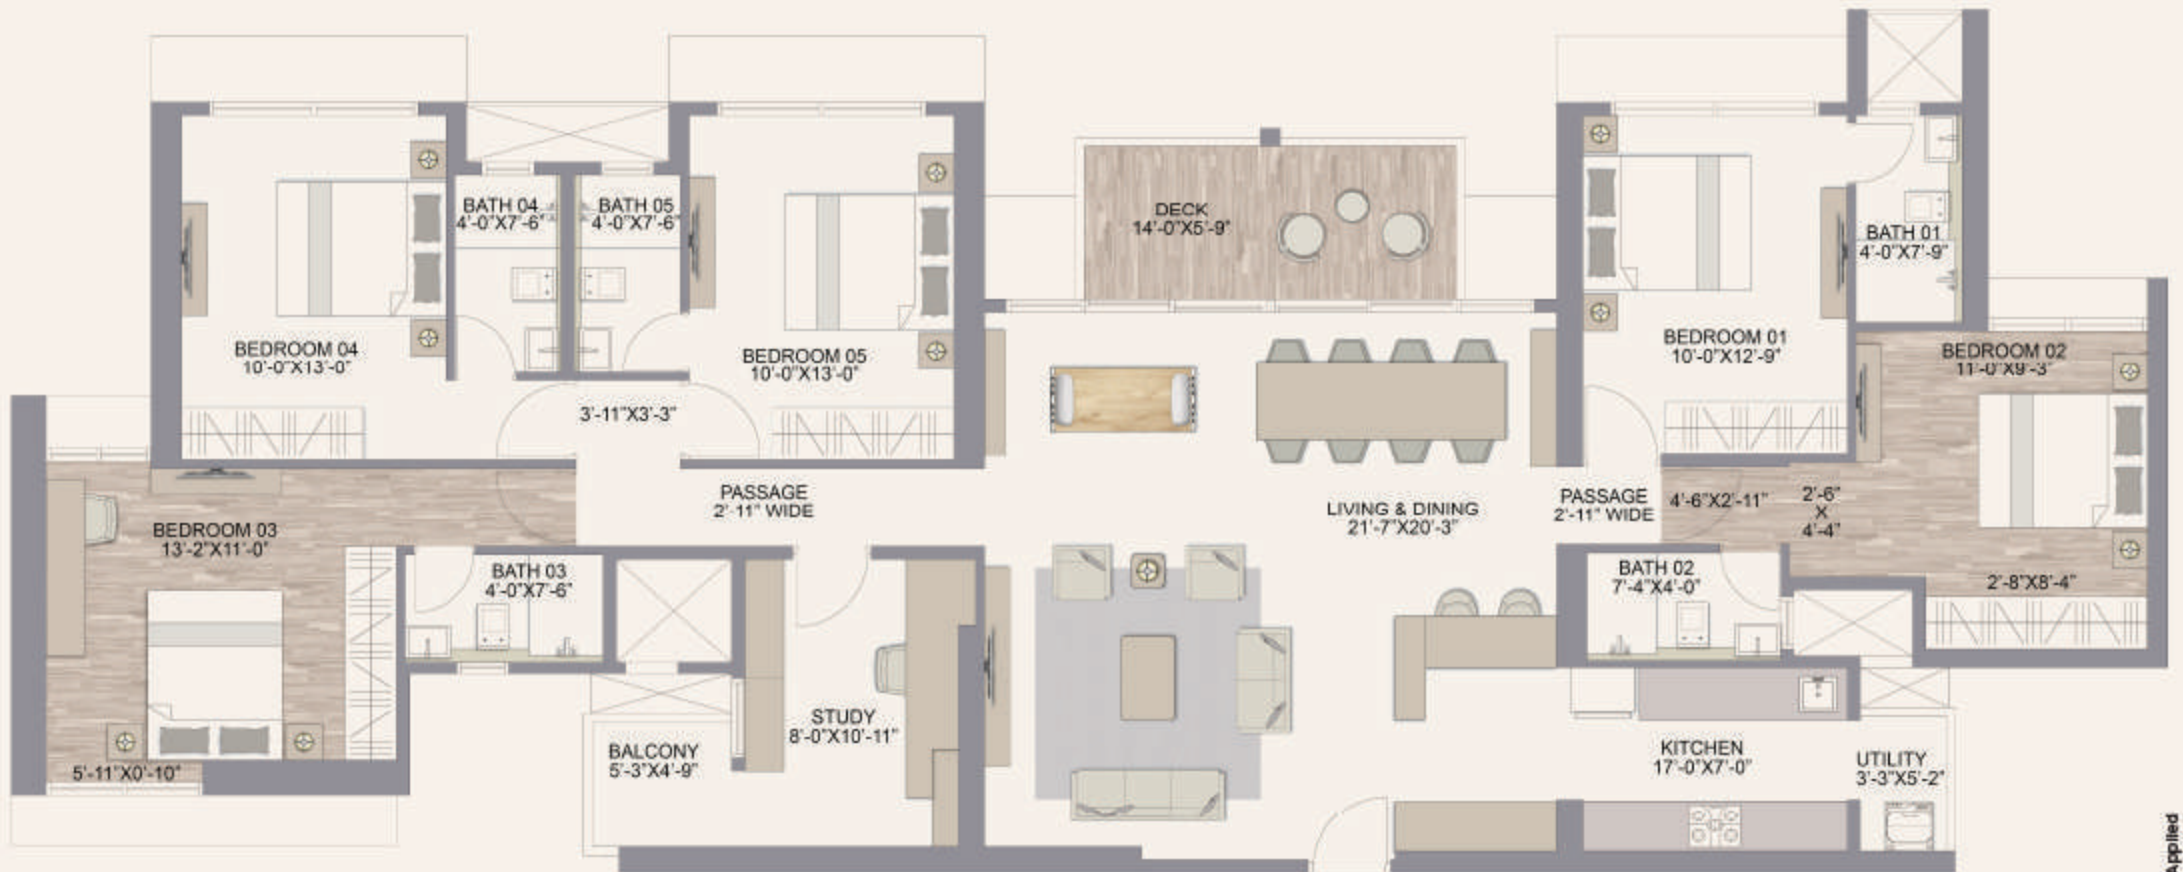 BATH 04
4'-0"X7'-6"
BATH 05
4'-0"X7'-6"
DECK
14'-0"X5'-9"
BATH 01
4'-0"X7'-9"
BEDROOM 04
10'-0"X13'-0"
BEDROOM 05
10'-0"X13'-0"
BEDROOM 01
10'-0"X12'-9"
BEDROOM 02
11'-0"X9'-3"
3'-11"X3'-3"
PASSAGE
2'-11" WIDE
LIVING & DINING
21'-7"X20'-3"
PASSAGE
2'-11" WIDE
4'-6"X2'-11"
2'-6"
X
4'-4"
BEDROOM 03
13'-2"X11'-0"
BATH 03
4'-0"X7'-6"
BATH 02
7'-4"X4'-0"
2'-8"X8'-4"
STUDY
8'-0"X10'-11"
BALCONY
5'-3"X4'-9"
KITCHEN
17'-0"X7'-0"
UTILITY
3'-3"X5'-2"
5'-11"X0'-10"
Applied